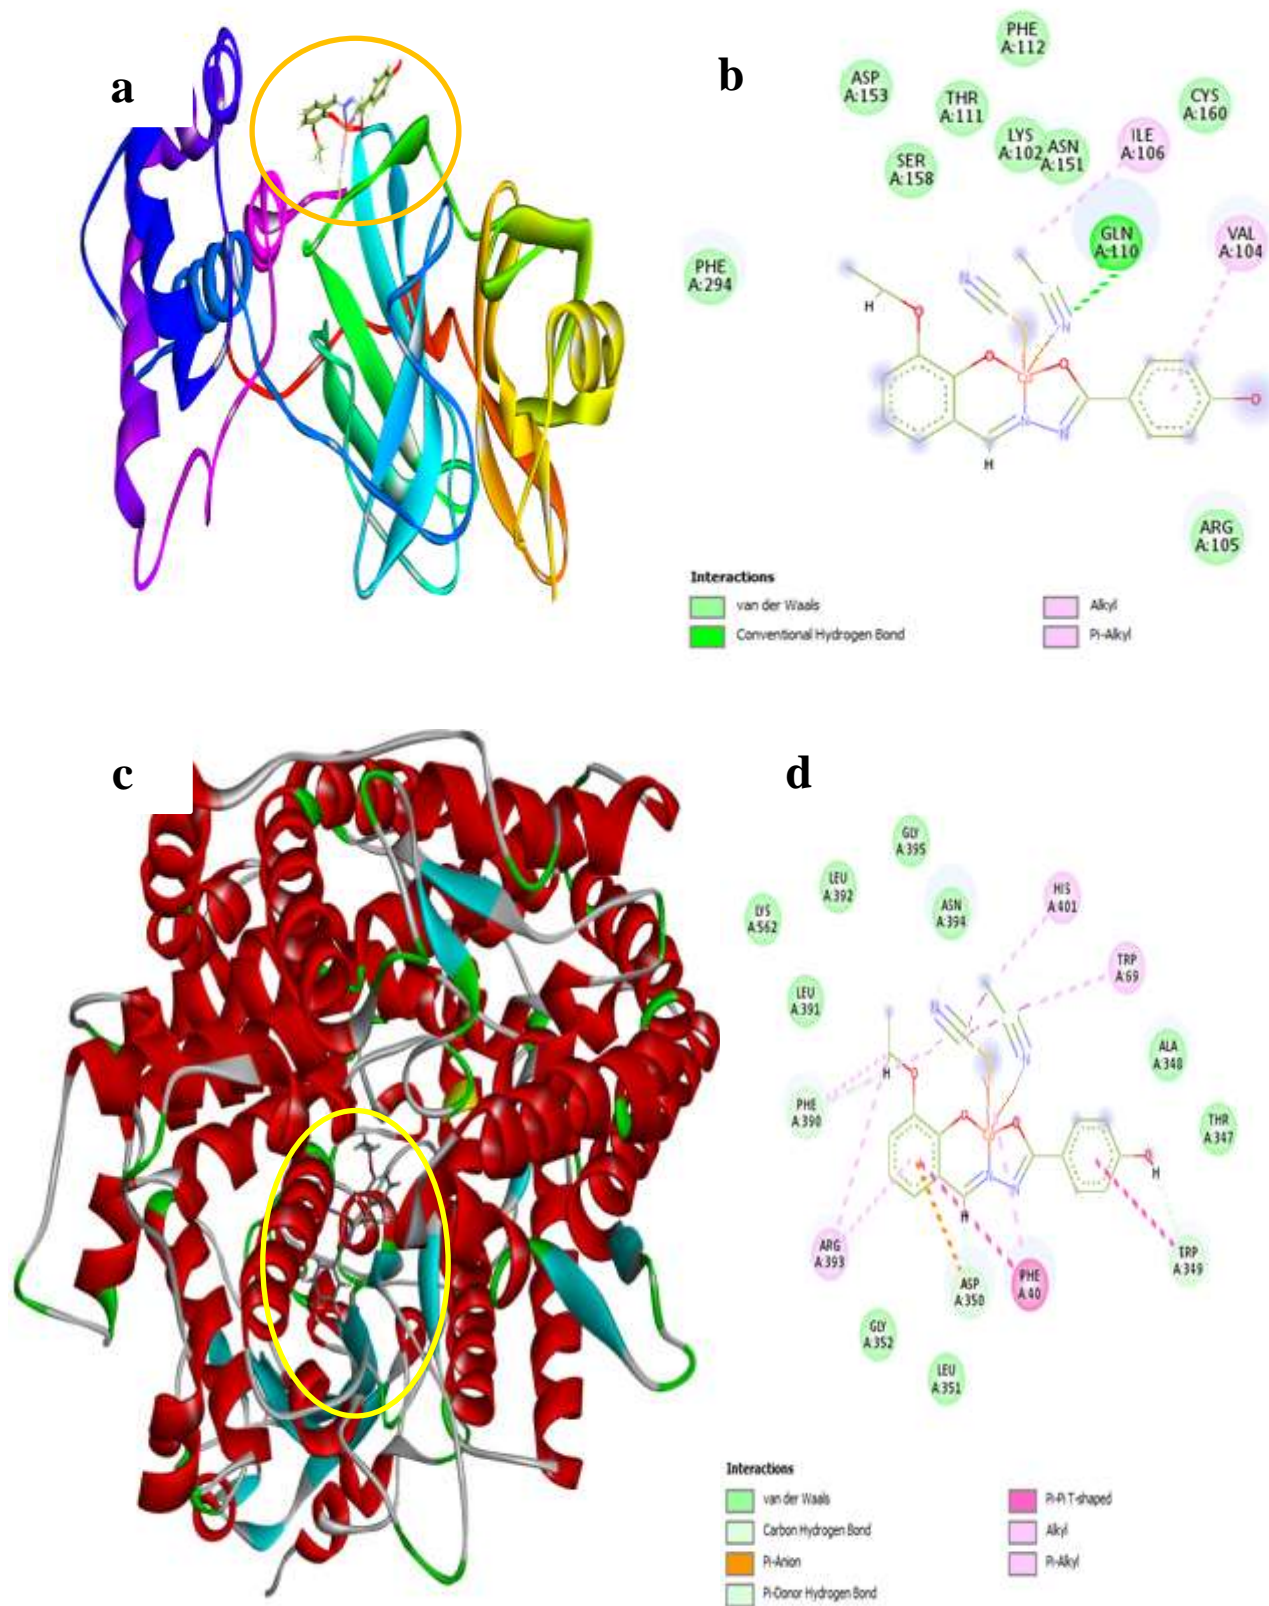 a
b
PHE
A:112
ASP
A:153
THR
A:111
CYS
A:160
LYS
A:102
ASN
A:151
ILE
A:106
SER
A:158
GLN
A:110
VAL
A:104
PHE
A:294
N
H
O
N
O
O
O
N
N
H
ARG
A:105
Interactions
van der Waals
Conventional Hydrogen Bond
Alkyl
Pi-Alkyl
c
d
GLY
A:395
LEU
A:392
HIS
A:401
LYS
A:562
ASN
A:394
TRP
A:69
LEU
A:391
ALA
A:348
PHE
A:390
H
O
N
N
THR
A:347
O
O
O
H
N
N
H
ARG
A:393
ASP
A:350
PHE
A:40
TRP
A:349
GLY
A:352
LEU
A:351
Interactions
van der Waals
Carbon Hydrogen Bond
Pi-Anion
Pi-Donor Hydrogen Bond
Pi-Pi T-shaped
Alkyl
Pi-Alkyl